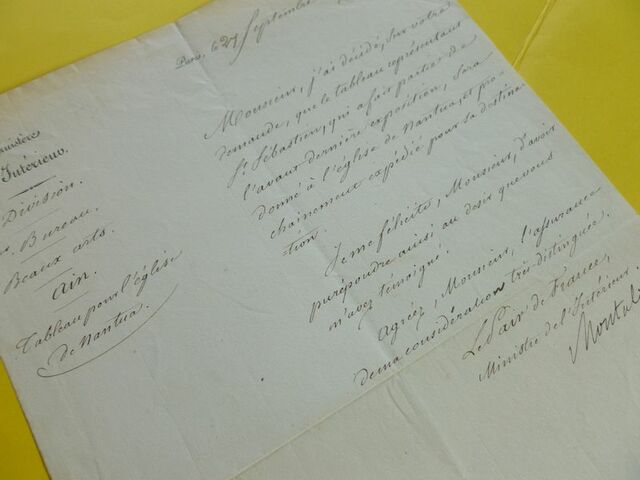 Paris, le 27 Septembre
Ministère
Intérieur.
Division.
Bureau.
Beaux arts.
Ain.
Tableau pour l'église
de Nantua.
Monsieur, j'ai décidé, sur votre
demande, que le tableau représentant
St. Sébastien, qui a fait partie de
l'avant dernière exposition, sera
donné à l'église de Nantua, et pro
chainement expédié pour sa destina
tion.
Je me félicite, Monsieur, d'avoir
pu répondre ainsi au desir que vous
m'avez témoigné.
Agréez, Monsieur, l'assurance
de ma considération très distinguée.
Le Pair de France,
Ministre de l'Intérieur,
Montal